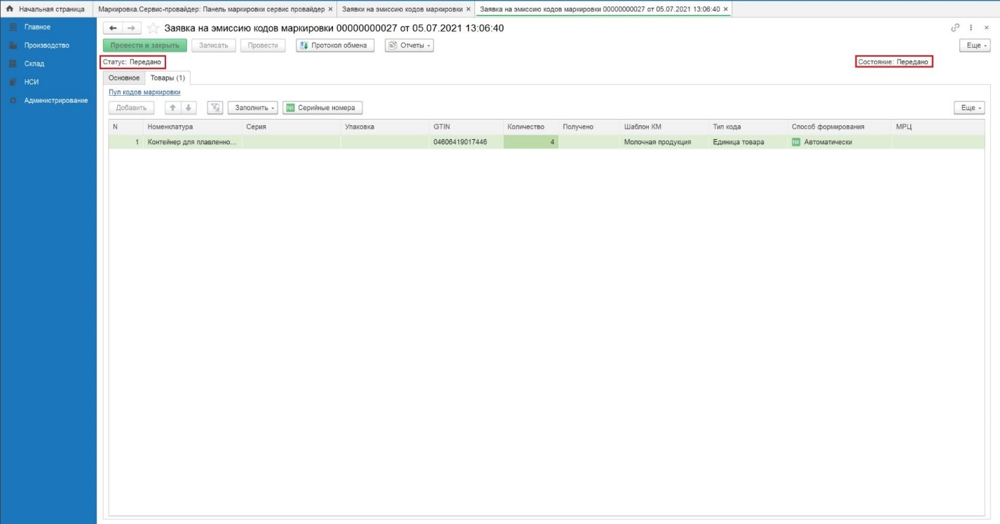 Начальная страница
Маркировка.Сервис-провайдер: Панель маркировки сервис провайдер ×
Заявки на эмиссию кодов маркировки ×
Заявка на эмиссию кодов маркировки 00000000027 от 05.07.2021 13:06:40 ×
Главное
Производство
Склад
НСИ
Администрирование
Заявка на эмиссию кодов маркировки 00000000027 от 05.07.2021 13:06:40
Провести и закрыть Записать Провести Протокол обмена Отчеты Еще
Статус: Передано Состояние: Передано
Основное Товары (1)
Пул кодов маркировки
Добавить Заполнить № Серийные номера Еще
N Номенклатура Серия Упаковка GTIN Количество Получено Шаблон КМ Тип кода Способ формирования МРЦ
1 Контейнер для плавленно... 04606419017446 4 Молочная продукция Единица товара № Автоматически